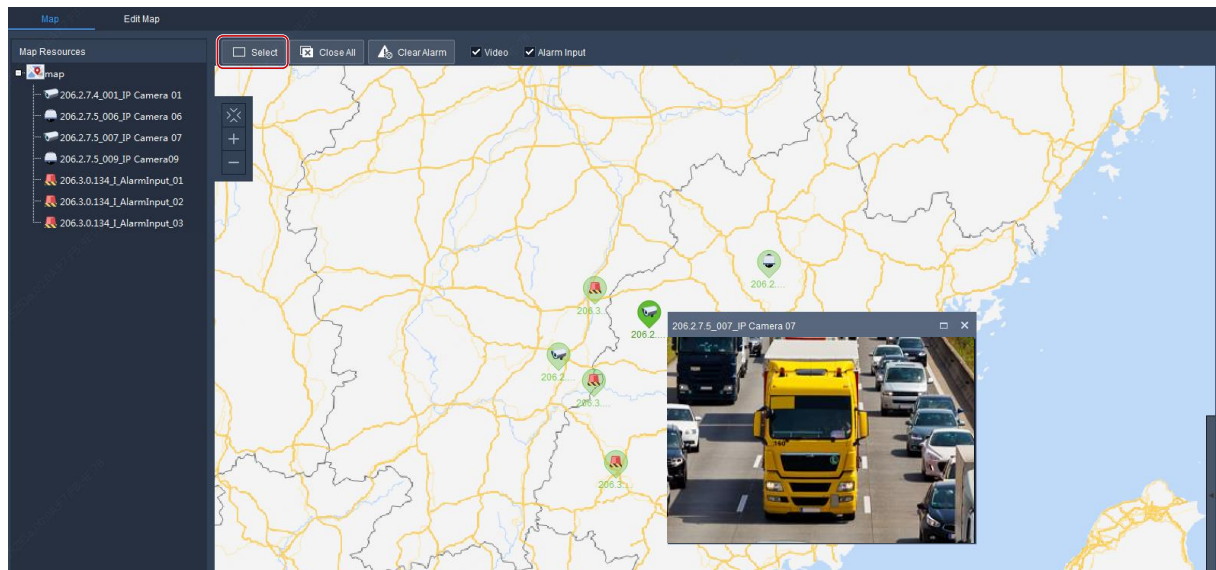 Map Edit Map
Map Resources
Select Close All Clear Alarm Video Alarm Input
map
206.2.7.4_001_IP Camera 01
206.2.7.5_006_IP Camera 06
206.2.7.5_007_IP Camera 07
206.2.7.5_009_IP Camera09
206.3.0.134_I_AlarmInput_01
206.3.0.134_I_AlarmInput_02
206.3.0.134_I_AlarmInput_03
206.2....
206.3...
206.2....
206.2.7.5_007_IP Camera 07
206.2....
206.3....
206.3....